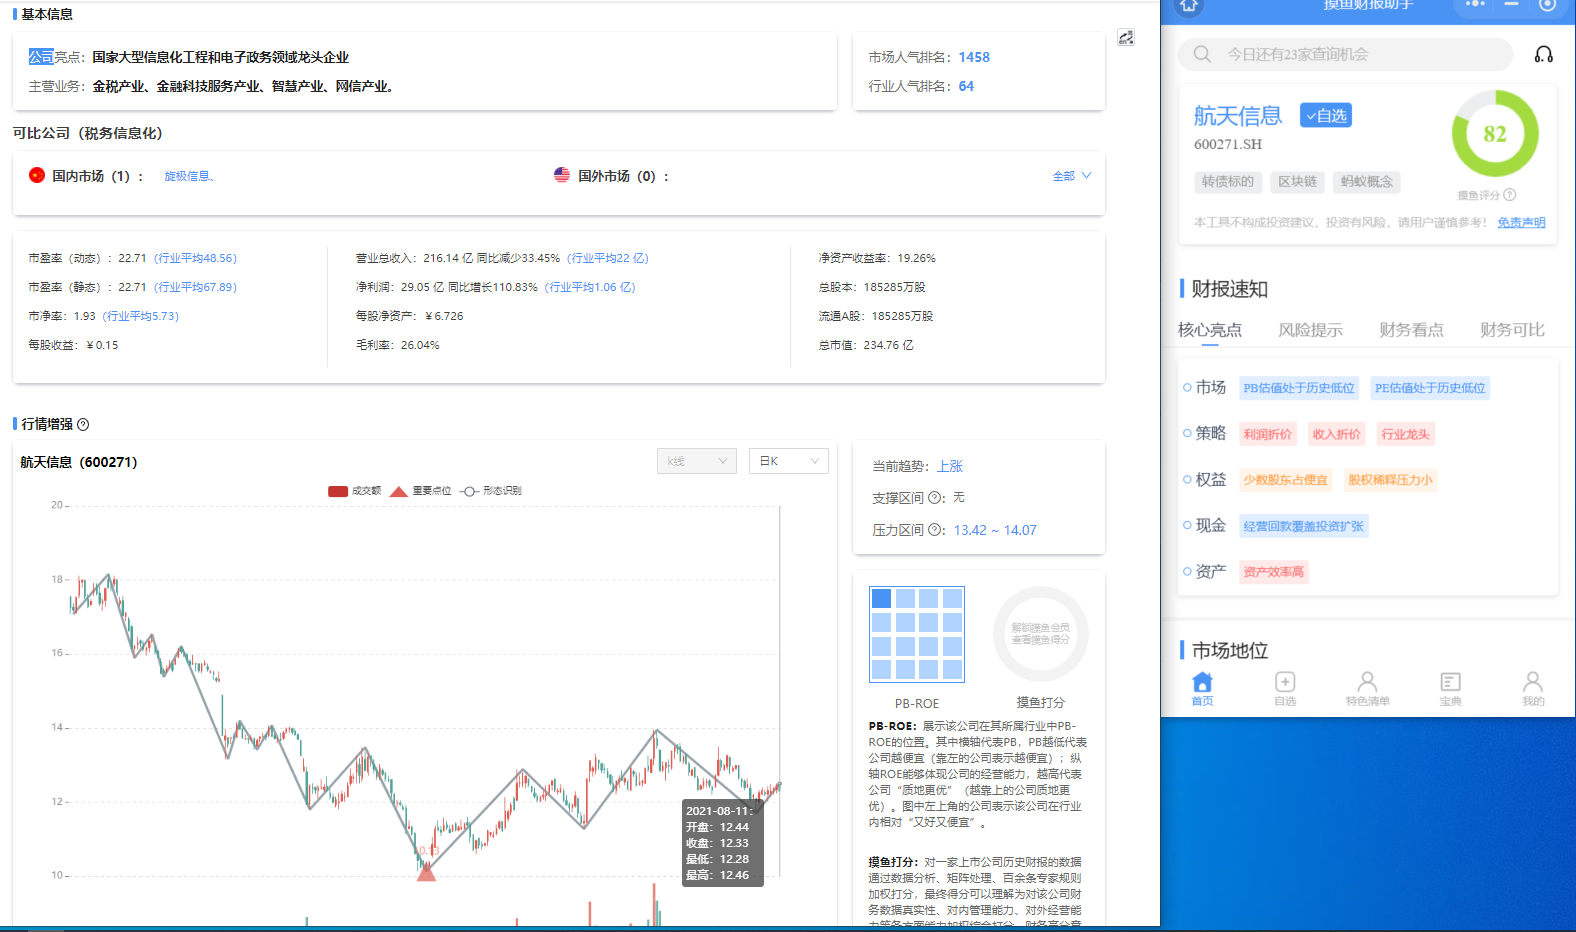 基本信息
公司亮点：国家大型信息化工程和电子政务领域龙头企业
主营业务：金税产业、金融科技服务产业、智慧产业、网信产业。
市场人气排名：1458
行业人气排名：64
可比公司（税务信息化）
国内市场（1）： 旋极信息、
国外市场（0）：
全部
市盈率（动态）：22.71（行业平均48.56）
市盈率（静态）：22.71（行业平均67.89）
市净率：1.93（行业平均5.73）
每股收益：¥0.15
营业总收入：216.14 亿 同比减少33.45%（行业平均22 亿）
净利润：29.05 亿 同比增长110.83%（行业平均1.06 亿）
每股净资产：¥6.726
毛利率：26.04%
净资产收益率：19.26%
总股本：185285万股
流通A股：185285万股
总市值：234.76 亿
行情增强
航天信息（600271）
k线
日K
成交额 重要点位 形态识别
20
18
16
14
12
10
2021-08-11：
开盘：12.44
收盘：12.33
最低：12.28
最高：12.46
当前趋势：上涨
支撑区间：无
压力区间：13.42 ~ 14.07
解锁摸鱼会员
查看摸鱼得分
PB-ROE
摸鱼打分
PB-ROE：展示该公司在其所属行业中PB-
ROE的位置。其中横轴代表PB，PB越低代表
公司越便宜（靠左的公司表示越便宜）；纵
轴ROE能够体现公司的经营能力，越高代表
公司“质地更优”（越靠上的公司质地更
优）。图中左上角的公司表示该公司在行业
内相对“又好又便宜”。
摸鱼打分：对一家上市公司历史财报的数据
通过数据分析、矩阵处理、百余条专家规则
加权打分，最终得分可以理解为对该公司财
务数据真实性、对内管理能力、对外经营能
力等各方面能力加权综合打分，财务高分意
摸鱼财报助手
今日还有23家查询机会
航天信息 自选
600271.SH
82
转债标的 区块链 蚂蚁概念
摸鱼评分
本工具不构成投资建议，投资有风险，请用户谨慎参考！ 免责声明
财报速知
核心亮点 风险提示 财务看点 财务可比
市场 PB估值处于历史低位 PE估值处于历史低位
策略 利润折价 收入折价 行业龙头
权益 少数股东占便宜 股权稀释压力小
现金 经营回款覆盖投资扩张
资产 资产效率高
市场地位
首页 自选 特色清单 宝典 我的